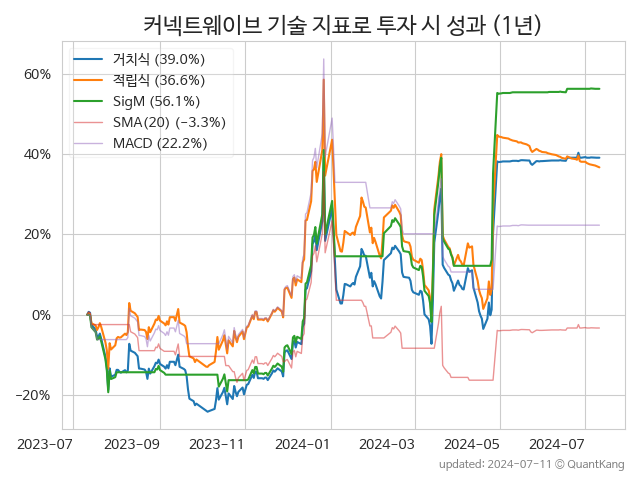 커넥트웨이브 기술 지표로 투자 시 성과 (1년)
거치식 (39.0%)
적립식 (36.6%)
SigM (56.1%)
SMA(20) (-3.3%)
MACD (22.2%)
60%
40%
20%
0%
−20%
2023-07 2023-09 2023-11 2024-01 2024-03 2024-05 2024-07
updated: 2024-07-11 © QuantKang